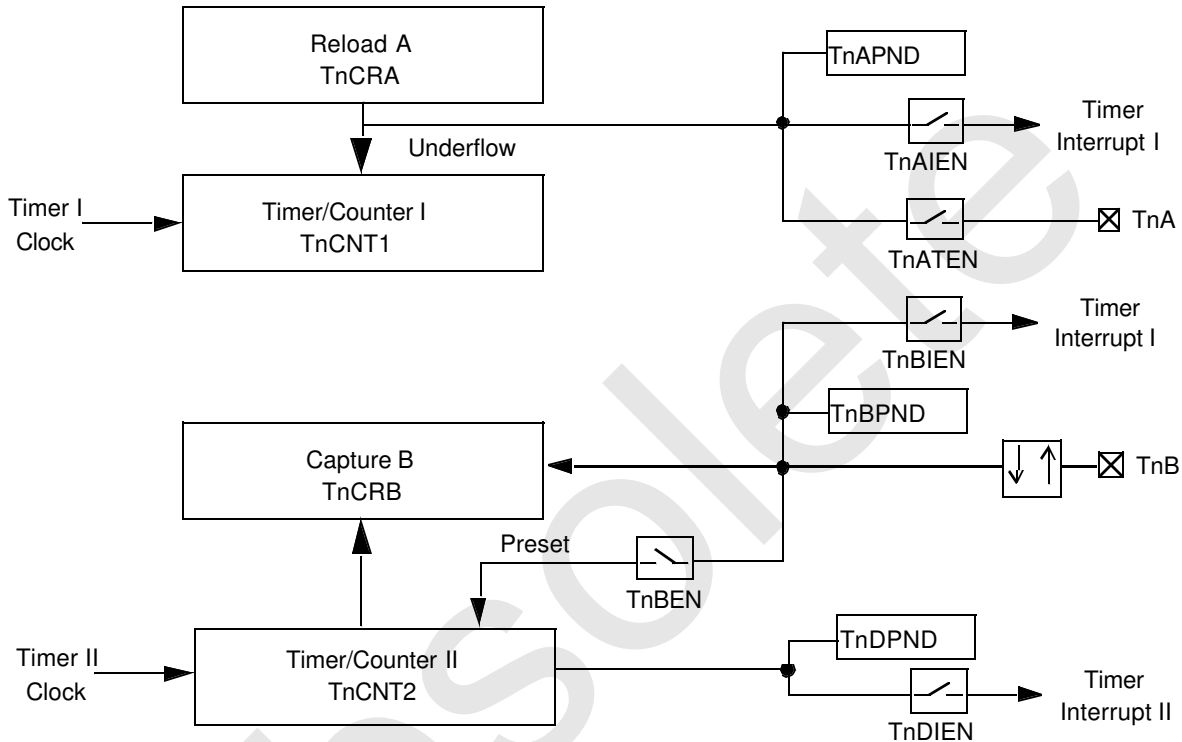 Reload A
TnCRA
TnAPND
Timer
Interrupt I
TnAIEN
Underflow
Timer I
Clock
Timer/Counter I
TnCNT1
TnA
TnATEN
Timer
Interrupt I
TnBIEN
TnBPND
Capture B
TnCRB
TnB
Preset
TnBEN
TnDPND
Timer II
Clock
Timer/Counter II
TnCNT2
Timer
Interrupt II
TnDIEN
obsolete